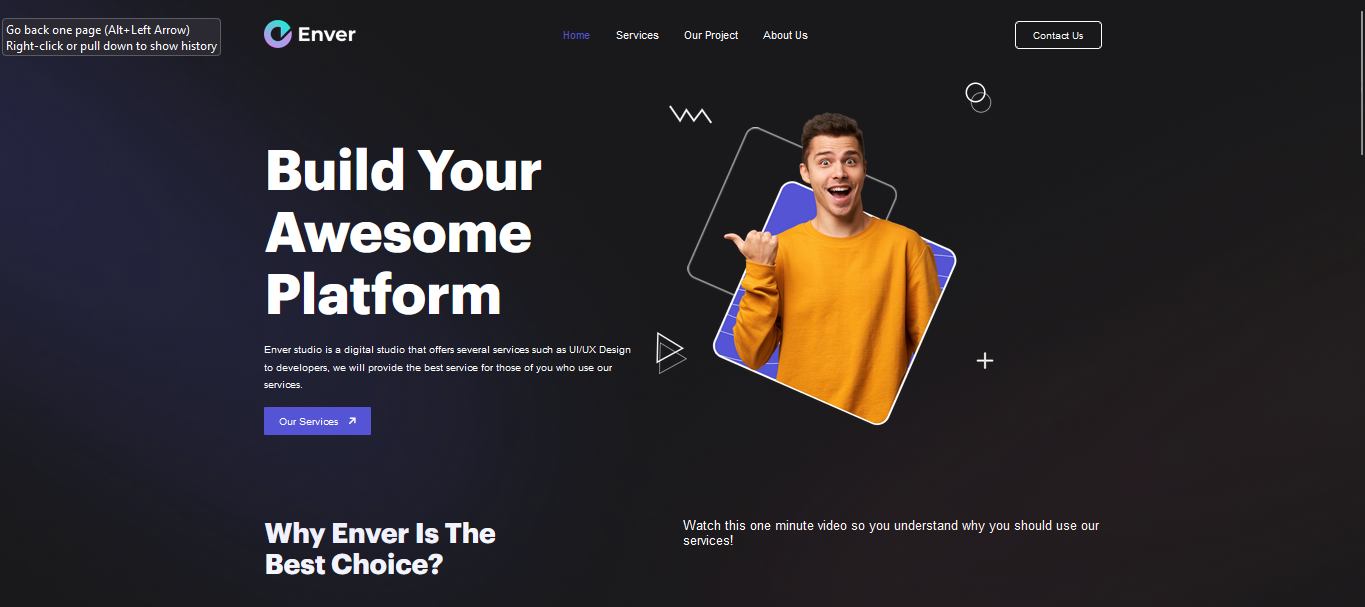 Go back one page (Alt+Left Arrow)
Right-click or pull down to show history
Enver
Home
Services
Our Project
About Us
Contact Us
Build Your
Awesome
Platform
Enver studio is a digital studio that offers several services such as UI/UX Design
to developers, we will provide the best service for those of you who use our
services.
Our Services
Why Enver Is The
Best Choice?
Watch this one minute video so you understand why you should use our
services!